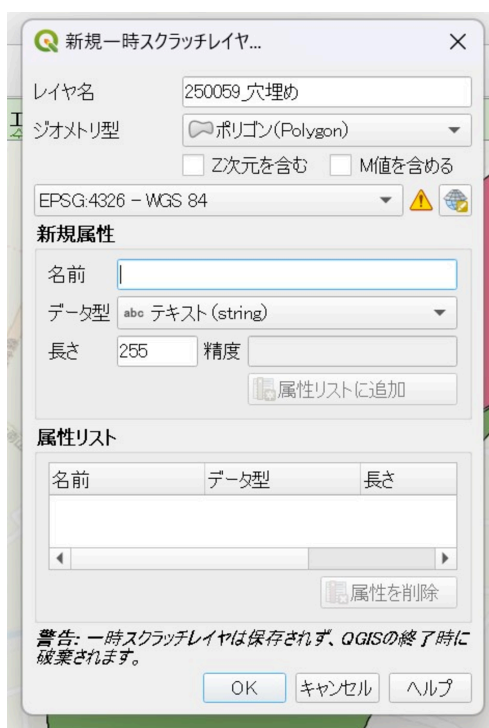 新規一時スクラッチレイヤ...
レイヤ名 250059_穴埋め
ジオメトリ型 ポリゴン(Polygon)
Z次元を含む M値を含める
EPSG:4326 - WGS 84
新規属性
名前
データ型 abc テキスト(string)
長さ 255 精度
属性リストに追加
属性リスト
名前 データ型 長さ
属性を削除
警告: 一時スクラッチレイヤは保存されず、QGISの終了時に
破棄されます。
OK キャンセル ヘルプ